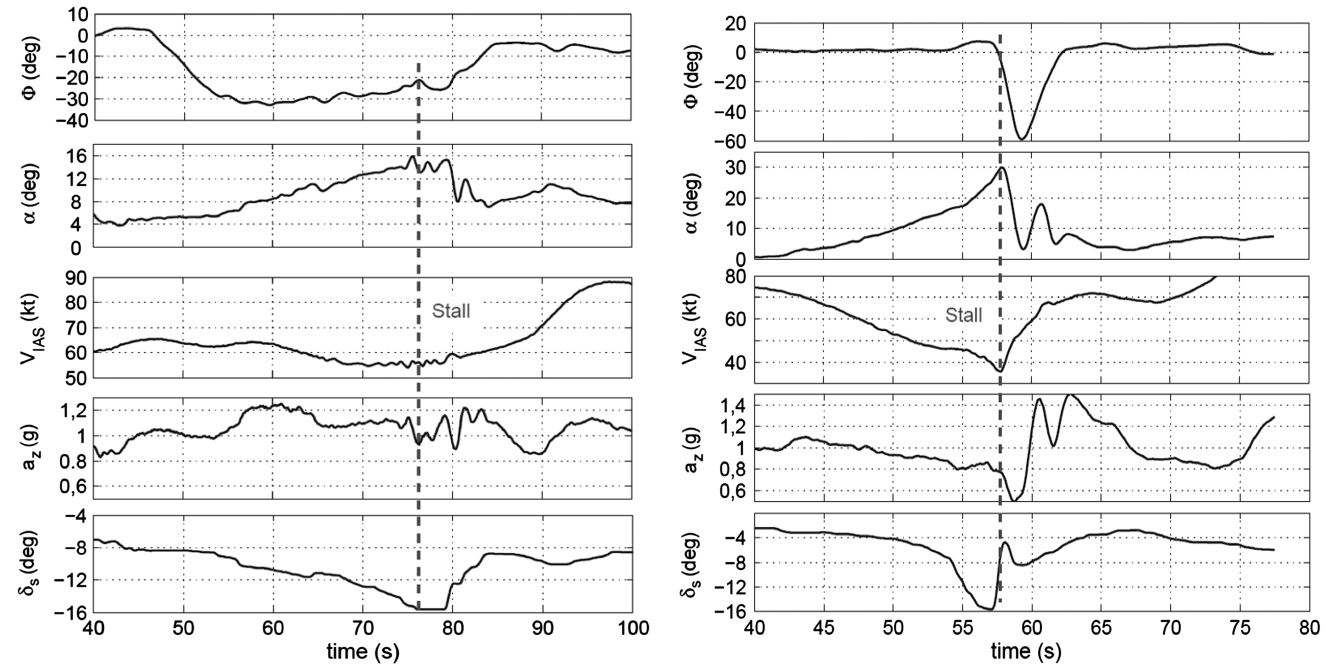 10
0
−10
−20
−30
−40
Φ (deg)
16
12
8
4
0
α (deg)
90
80
70
60
50
V_IAS (kt)
Stall
1,2
1
0,8
0,6
a_z (g)
−4
−8
−12
−16
δ_s (deg)
40 50 60 70 80 90 100
time (s)
20
0
−20
−40
−60
Φ (deg)
30
20
10
0
α (deg)
80
60
40
V_IAS (kt)
Stall
1,4
1,2
1
0,8
0,6
a_z (g)
−4
−8
−12
−16
δ_s (deg)
40 45 50 55 60 65 70 75 80
time (s)